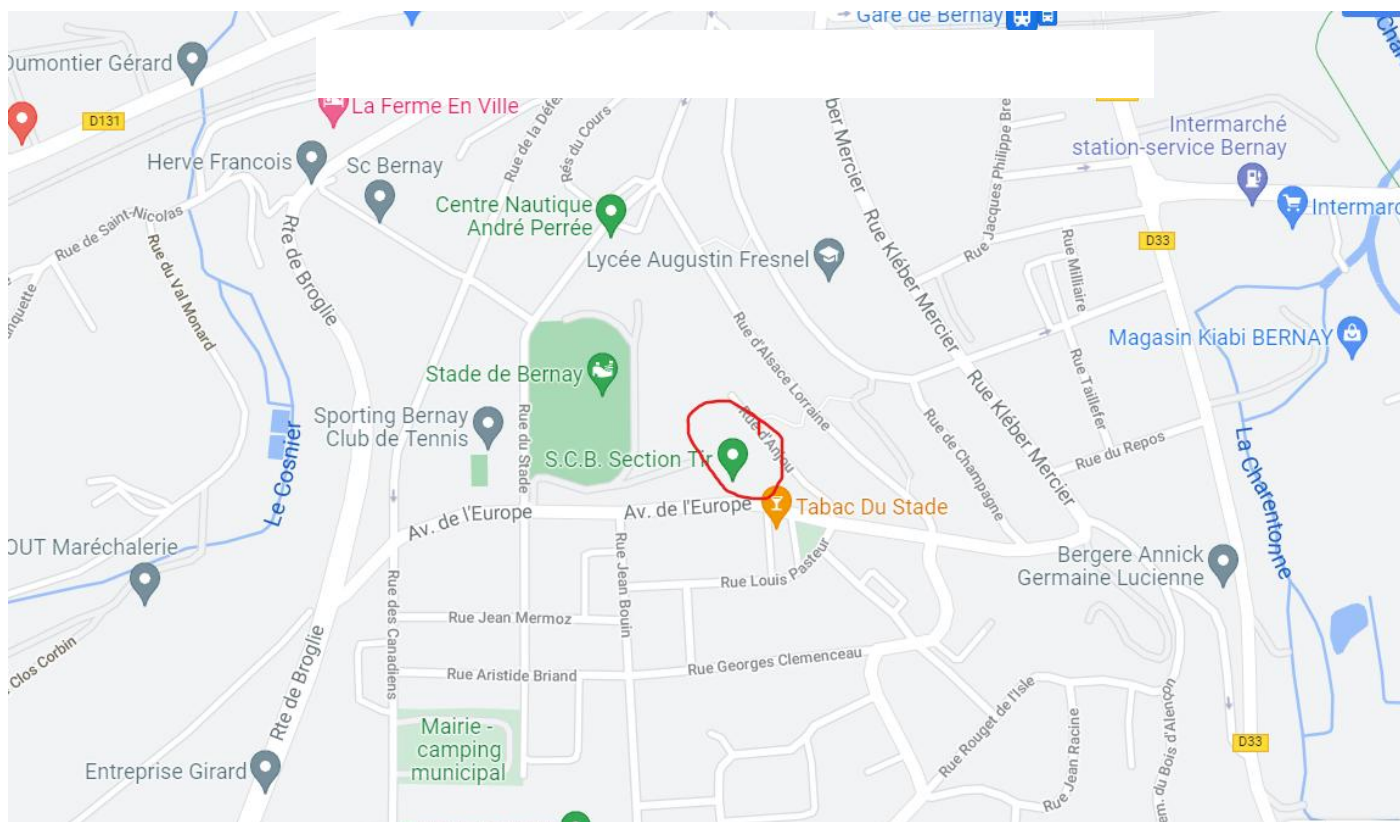 Gare de Bernay
Dumontier Gérard
La Ferme En Ville
D131
Intermarché
station-service Bernay
Herve Francois
Sc Bernay
Rés du Cours
Kléber Mercier
Rue Jacques Philippe Bre
Centre Nautique
André Perrée
Intermarc
Rue de Saint-Nicolas
Rte de Broglie
Rue Kléber Mercier
D33
Rue Milliaire
Lycée Augustin Fresnel
Rue du Val Monard
Magasin Kiabi BERNAY
Rue d'Alsace Lorraine
Stade de Bernay
Rue Taillefer
Sporting Bernay
Club de Tennis
Rue du Stade
Rue d'Anjou
Rue Kléber Mercier
Rue de Champagne
Rue du Repos
S.C.B. Section Tir
Le Cosnier
La Charentonne
Av. de l'Europe
Av. de l'Europe
Tabac Du Stade
OUT Maréchalerie
Bergere Annick
Germaine Lucienne
Rue Jean Bouin
Rue Louis Pasteur
Rue des Canadiens
Rue Jean Mermoz
Clos Corbin
Rue Georges Clemenceau
Rue Aristide Briand
Rte de Broglie
Rue Rouget de l'Isle
Rue Jean Racine
am. du Bois d'Alençon
Mairie -
camping
municipal
D33
Entreprise Girard